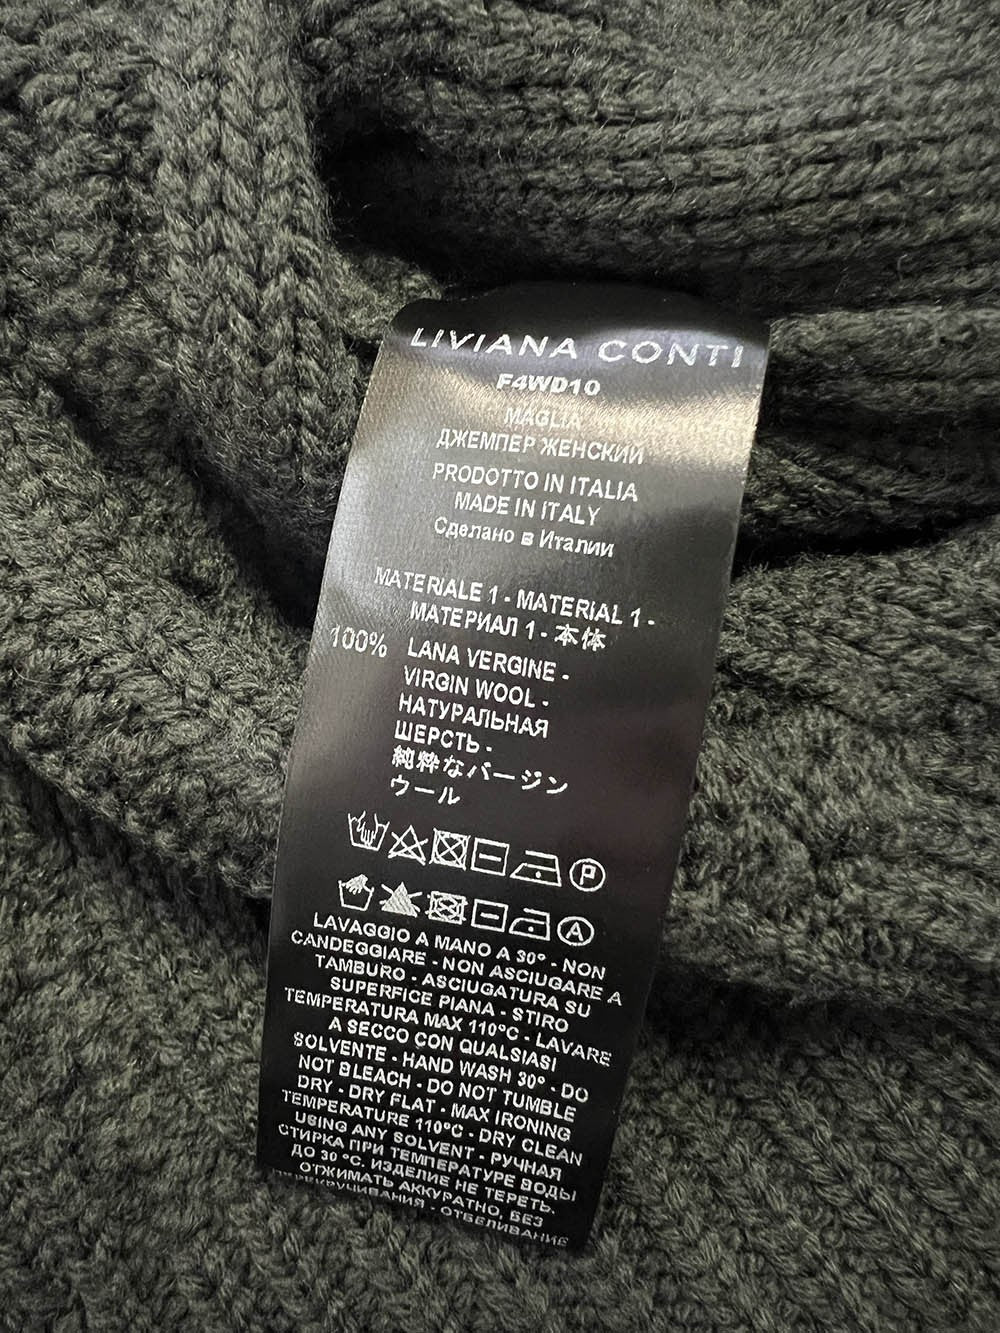 LIVIANA CONTI
F4WD10
MAGLIA
ДЖЕМПЕР ЖЕНСКИЙ
PRODOTTO IN ITALIA
MADE IN ITALY
Сделано в Италии
MATERIALE 1 - MATERIAL 1 -
МАТЕРИАЛ 1 - 本体
100% LANA VERGINE -
VIRGIN WOOL -
НАТУРАЛЬНАЯ
ШЕРСТЬ -
純粋なバージン
ウール
P
A
LAVAGGIO A MANO A 30° - NON
CANDEGGIARE - NON ASCIUGARE A
TAMBURO - ASCIUGATURA SU
SUPERFICE PIANA - STIRO
TEMPERATURA MAX 110°C - LAVARE
A SECCO CON QUALSIASI
SOLVENTE - HAND WASH 30° - DO
NOT BLEACH - DO NOT TUMBLE
DRY - DRY FLAT - MAX IRONING
TEMPERATURE 110°C - DRY CLEAN
USING ANY SOLVENT - РУЧНАЯ
СТИРКА ПРИ ТЕМПЕРАТУРЕ ВОДЫ
ДО 30 °C. ИЗДЕЛИЕ НЕ ТЕРЕТЬ.
ОТЖИМАТЬ АККУРАТНО, БЕЗ
ПЕРЕКРУЧИВАНИЯ - ОТБЕЛИВАНИЕ